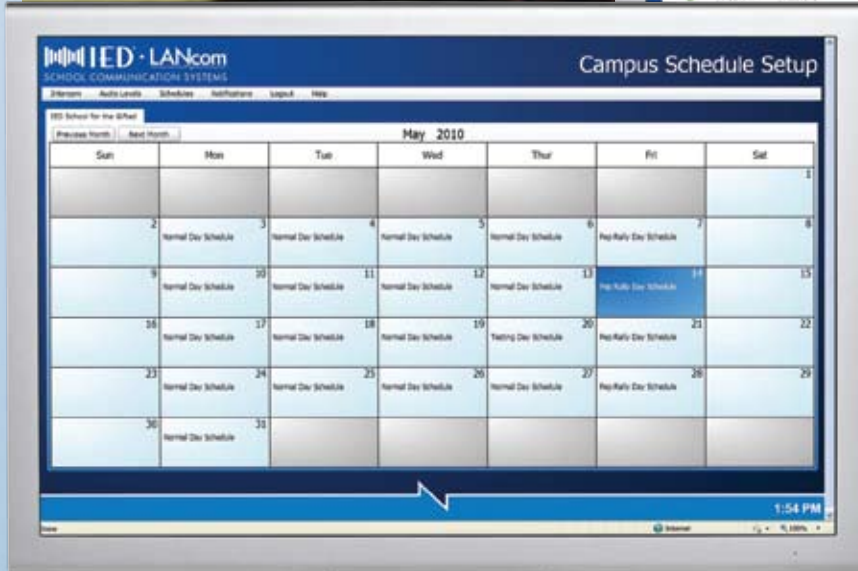 IED · LANcom
SCHOOL COMMUNICATION SYSTEMS
Campus Schedule Setup
Intercom Audio Levels Schedules Notifications Logout Help
IED School for the Gifted
Previous Month Next Month
May 2010
Sun Mon Tue Wed Thur Fri Sat
1
2 3 4 5 6 7 8
Normal Day Schedule Normal Day Schedule Normal Day Schedule Normal Day Schedule Pep Rally Day Schedule
9 10 11 12 13 14 15
Normal Day Schedule Normal Day Schedule Normal Day Schedule Normal Day Schedule Pep Rally Day Schedule
16 17 18 19 20 21 22
Normal Day Schedule Normal Day Schedule Normal Day Schedule Testing Day Schedule Pep Rally Day Schedule
23 24 25 26 27 28 29
Normal Day Schedule Normal Day Schedule Normal Day Schedule Normal Day Schedule Pep Rally Day Schedule
30 31
Normal Day Schedule
1:54 PM
Done Internet 100%